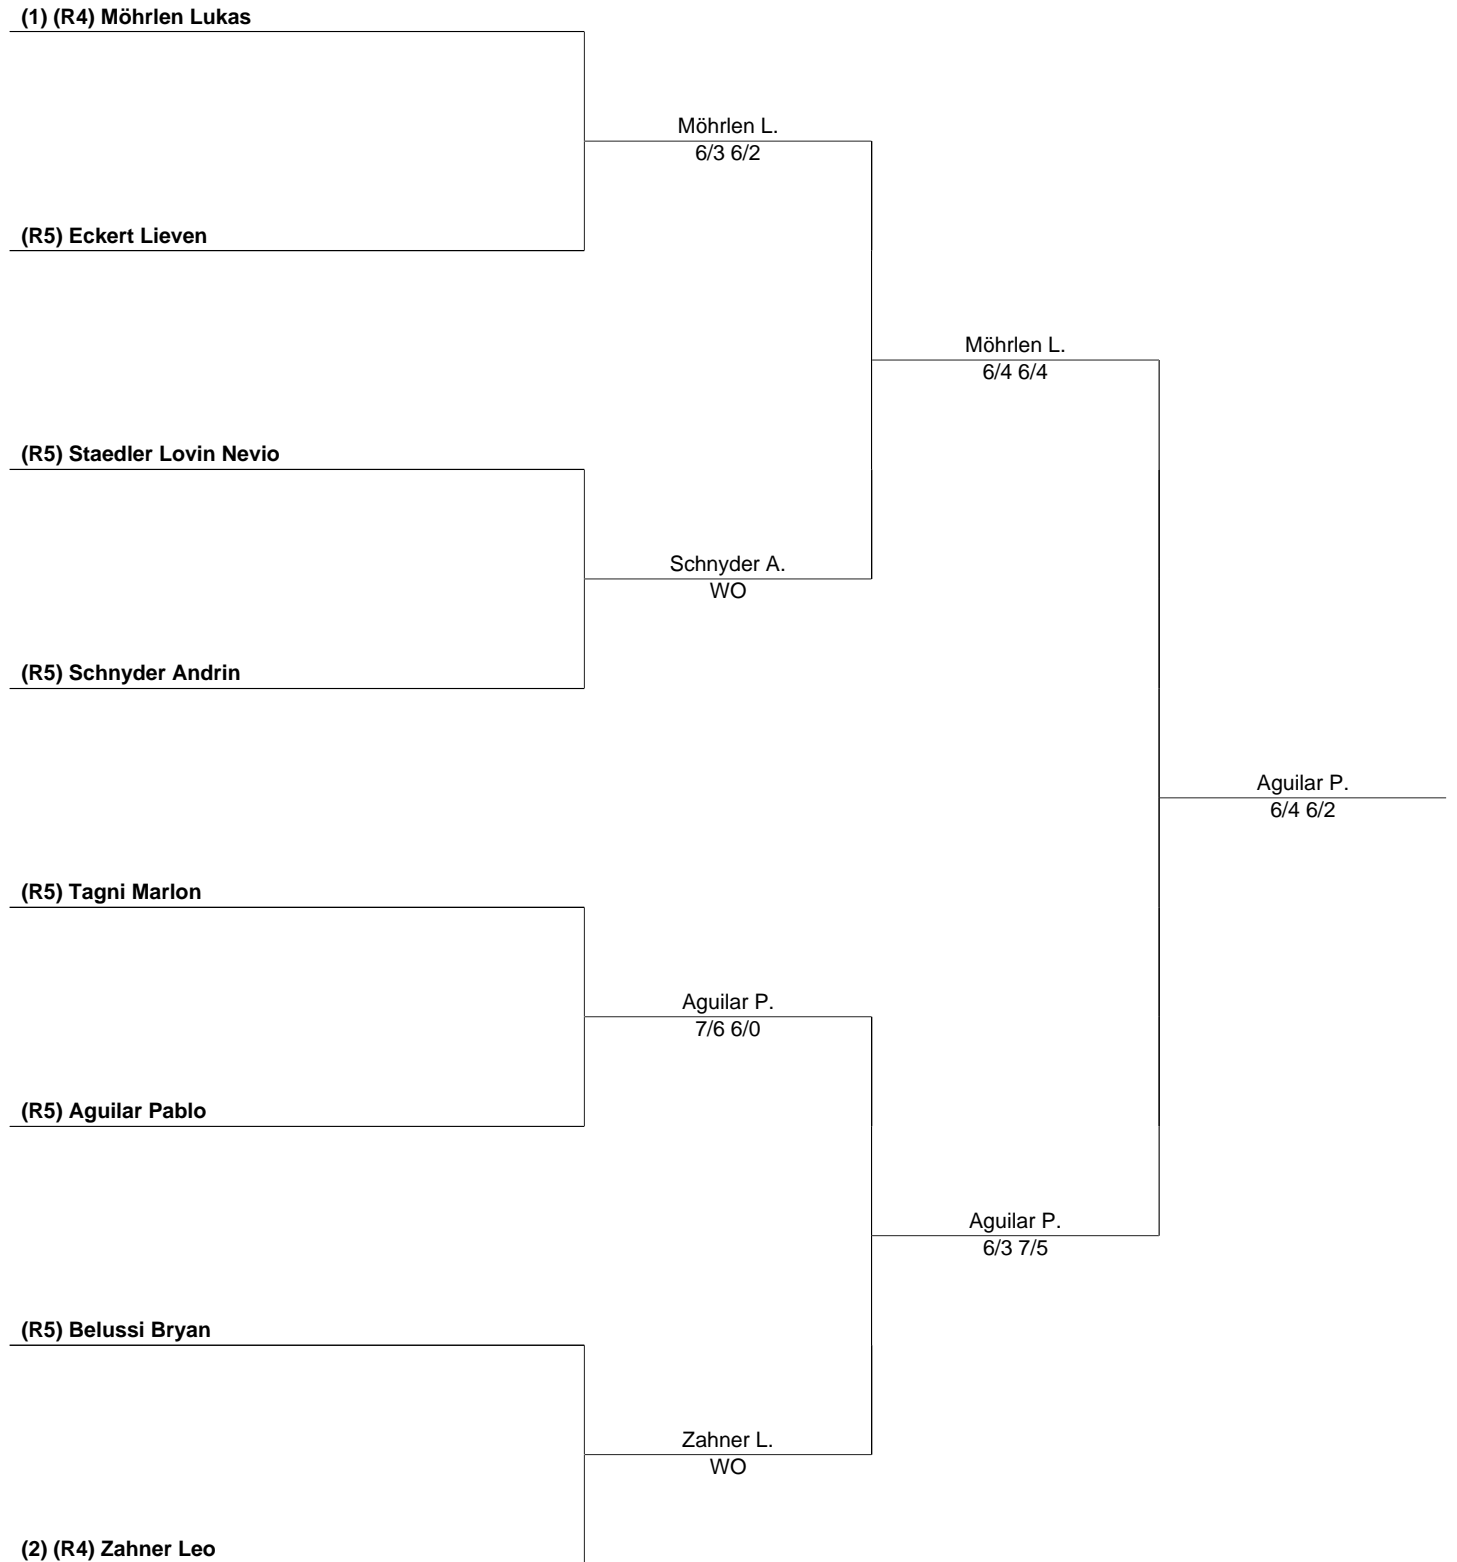 (1) (R4) Möhrlen Lukas
Möhrlen L.
6/3 6/2
(R5) Eckert Lieven
Möhrlen L.
6/4 6/4
(R5) Staedler Lovin Nevio
Schnyder A.
WO
(R5) Schnyder Andrin
Aguilar P.
6/4 6/2
(R5) Tagni Marlon
Aguilar P.
7/6 6/0
(R5) Aguilar Pablo
Aguilar P.
6/3 7/5
(R5) Belussi Bryan
Zahner L.
WO
(2) (R4) Zahner Leo